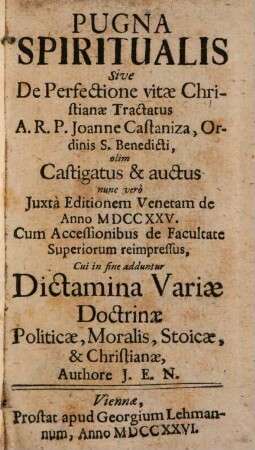 PUGNA
SPIRITUALIS
Sive
De Perfectione vitæ Chri-
stianæ Tractatus
A. R. P. Joanne Castaniza, Or-
dinis S. Benedicti,
olim
Castigatus & auctus
nunc verò
Juxtà Editionem Venetam de
Anno MDCCXXV.
Cum Accessionibus de Facultate
Superiorum reimpressus,
Cui in fine adduntur
Dictamina Variæ
Doctrinæ
Politicæ, Moralis, Stoicæ,
& Christianæ,
Authore J. E. N.
Viennæ,
Prostat apud Georgium Lehman-
num, Anno MDCCXXVI.